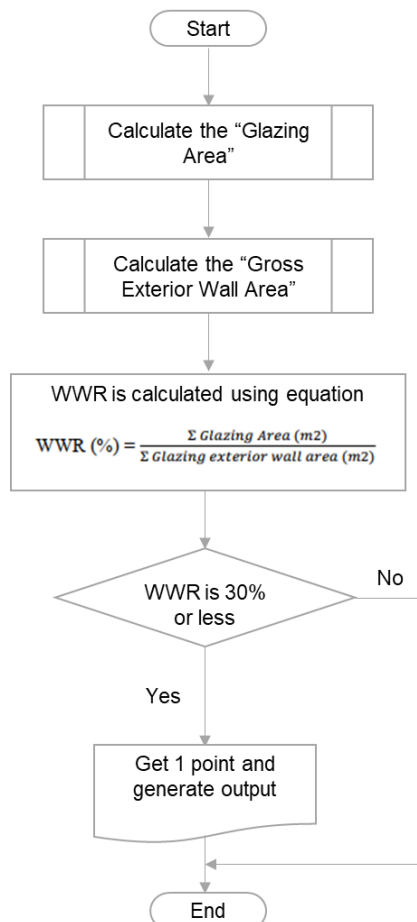 Start
Calculate the “Glazing
Area”
Calculate the “Gross
Exterior Wall Area”
WWR is calculated using equation
WWR (%) = Σ Glazing Area (m2) / Σ Glazing exterior wall area (m2)
WWR is 30%
or less
No
Yes
Get 1 point and
generate output
End